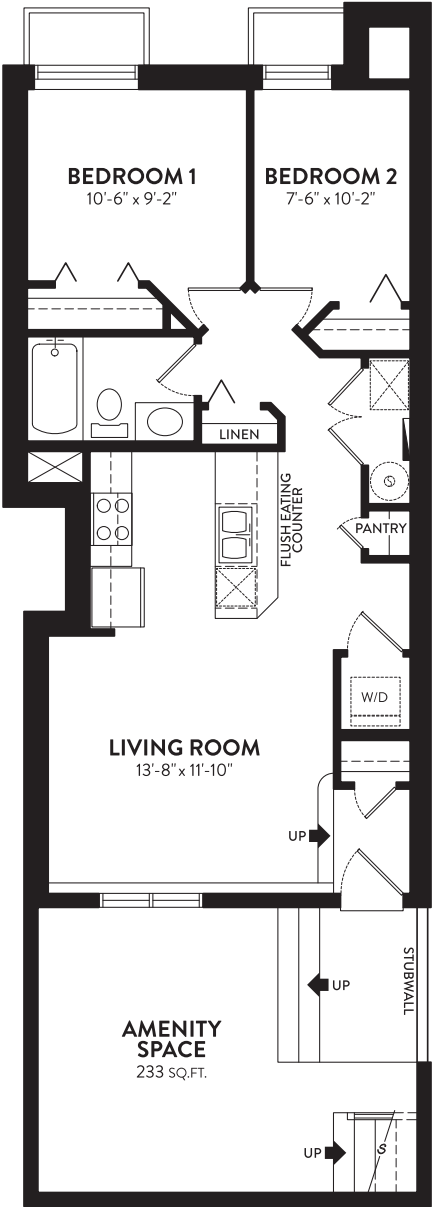 BEDROOM 1
10'-6" x 9'-2"
BEDROOM 2
7'-6" x 10'-2"
LINEN
FLUSH EATING
COUNTER
S
PANTRY
W/D
LIVING ROOM
13'-8" x 11'-10"
UP
UP
STUBWALL
AMENITY
SPACE
233 SQ.FT.
UP
S